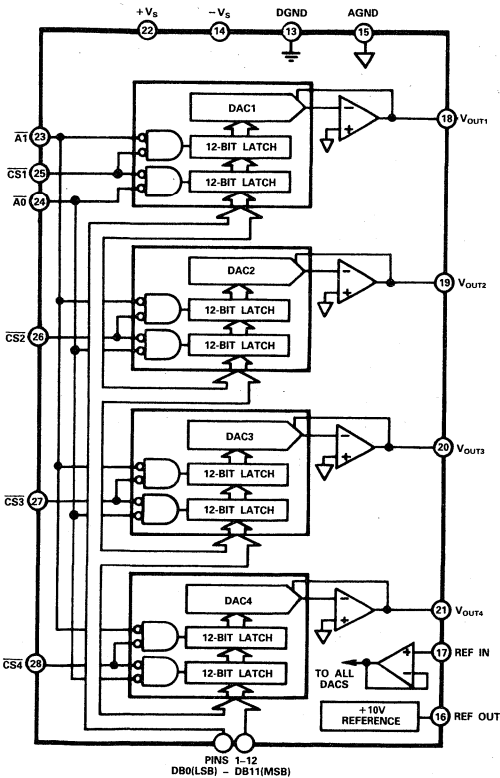 +VS -VS DGND AGND
22 14 13 15
DAC1
A1 23 12-BIT LATCH 18 VOUT1
CS1 25
A0 24 12-BIT LATCH
DAC2
19 VOUT2
12-BIT LATCH
CS2 26 12-BIT LATCH
DAC3
20 VOUT3
12-BIT LATCH
CS3 27 12-BIT LATCH
DAC4
21 VOUT4
12-BIT LATCH
CS4 28 12-BIT LATCH
17 REF IN
TO ALL
DACS
+10V
REFERENCE
16 REF OUT
PINS 1-12
DB0(LSB) - DB11(MSB)